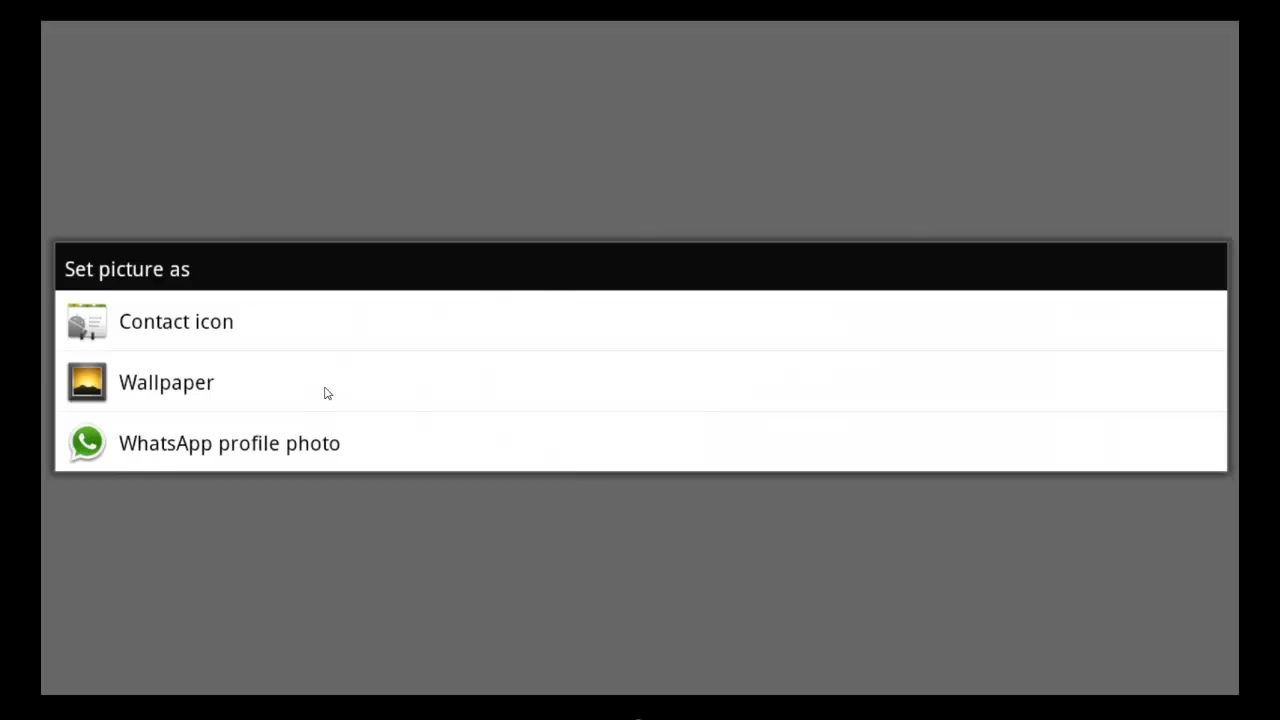 Set picture as
Contact icon
Wallpaper
WhatsApp profile photo